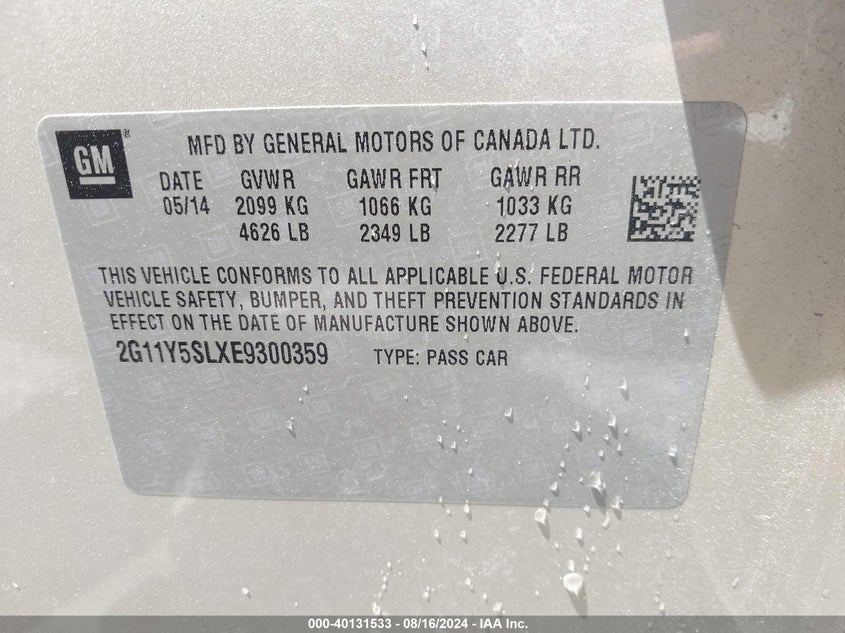 GM®
MFD BY GENERAL MOTORS OF CANADA LTD.
DATE GVWR GAWR FRT GAWR RR
05/14 2099 KG 1066 KG 1033 KG
4626 LB 2349 LB 2277 LB
THIS VEHICLE CONFORMS TO ALL APPLICABLE U.S. FEDERAL MOTOR
VEHICLE SAFETY, BUMPER, AND THEFT PREVENTION STANDARDS IN
EFFECT ON THE DATE OF MANUFACTURE SHOWN ABOVE.
2G11Y5SLXE9300359 TYPE: PASS CAR
000-40131533 - 08/16/2024 - IAA Inc.